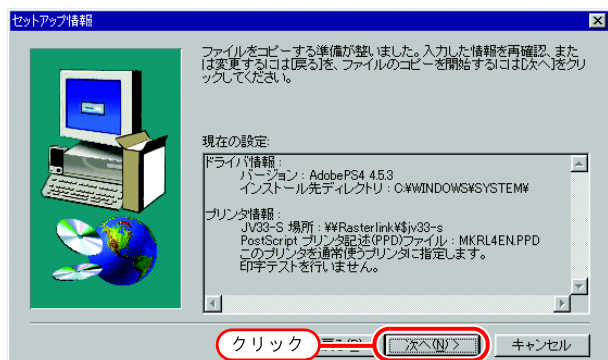 セットアップ情報
ファイルをコピーする準備が整いました。入力した情報を再確認、また
は変更するには[戻る]を、ファイルのコピーを開始するには[次へ]をクリ
ックしてください。
現在の設定:
ドライバ情報 :
バージョン : AdobePS4 4.5.3
インストール先ディレクトリ : C:¥WINDOWS¥SYSTEM¥
プリンタ情報 :
JV33-S 場所 : ¥¥Rasterlink¥$jv33-s
PostScript プリンタ記述(PPD)ファイル : MKRL4EN.PPD
このプリンタを通常使うプリンタに指定します。
印字テストを行いません。
クリック
次へ(N) >
キャンセル